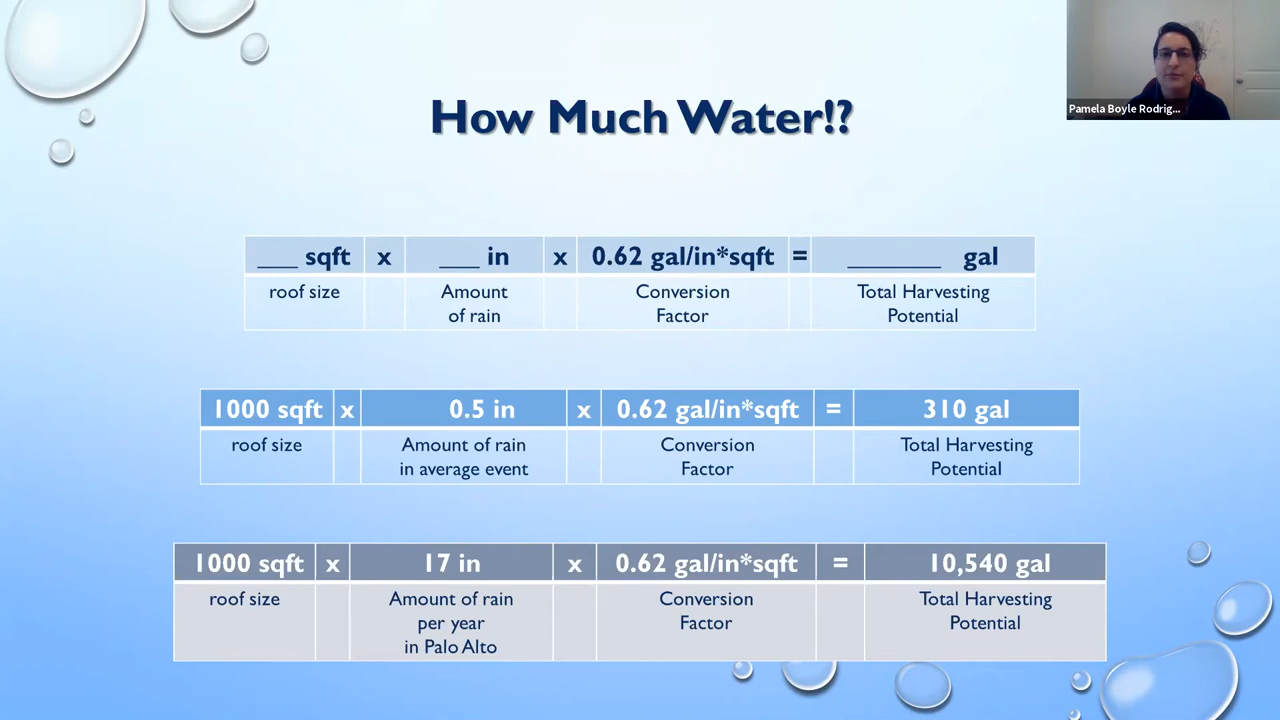 Pamela Boyle Rodrig...
How Much Water!?
___ sqft x ___ in x 0.62 gal/in*sqft = _______ gal
roof size Amount Conversion Total Harvesting
of rain Factor Potential
1000 sqft x 0.5 in x 0.62 gal/in*sqft = 310 gal
roof size Amount of rain Conversion Total Harvesting
in average event Factor Potential
1000 sqft x 17 in x 0.62 gal/in*sqft = 10,540 gal
roof size Amount of rain Conversion Total Harvesting
per year Factor Potential
in Palo Alto